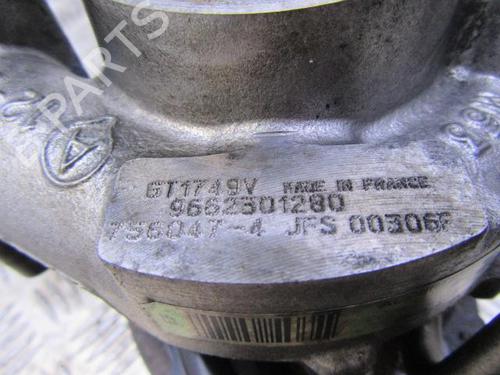 GT1749V MADE IN FRANCE
9662301280
756047-4 JFS 00306F